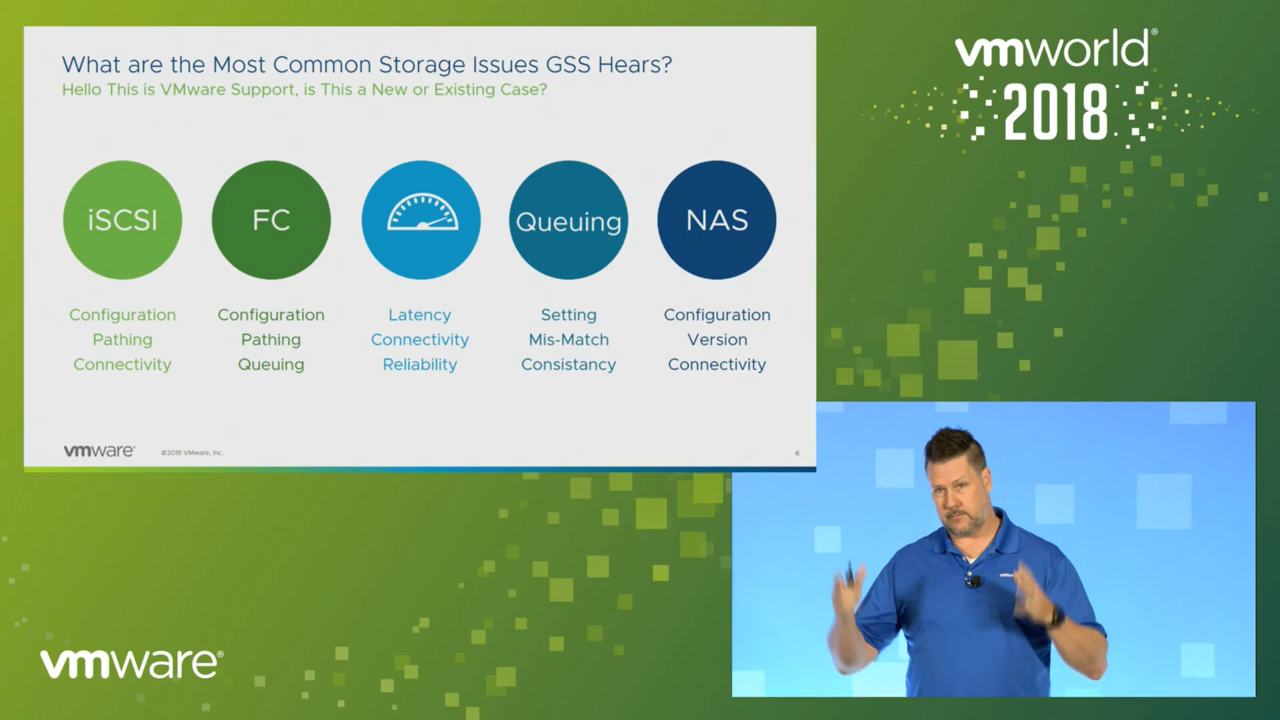 What are the Most Common Storage Issues GSS Hears?
Hello This is VMware Support, is This a New or Existing Case?
iSCSI
FC
Queuing
NAS
Configuration
Pathing
Connectivity
Configuration
Pathing
Queuing
Latency
Connectivity
Reliability
Setting
Mis-Match
Consistancy
Configuration
Version
Connectivity
vmware®
©2018 VMware, Inc.
6
vmworld®
2018
vmware®